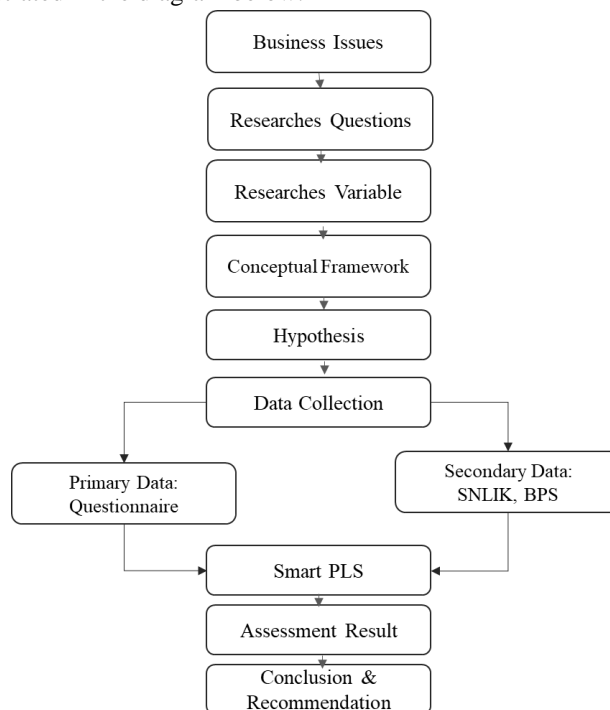 Business Issues
Researches Questions
Researches Variable
Conceptual Framework
Hypothesis
Data Collection
Primary Data:
Questionnaire
Secondary Data:
SNLIK, BPS
Smart PLS
Assessment Result
Conclusion &
Recommendation